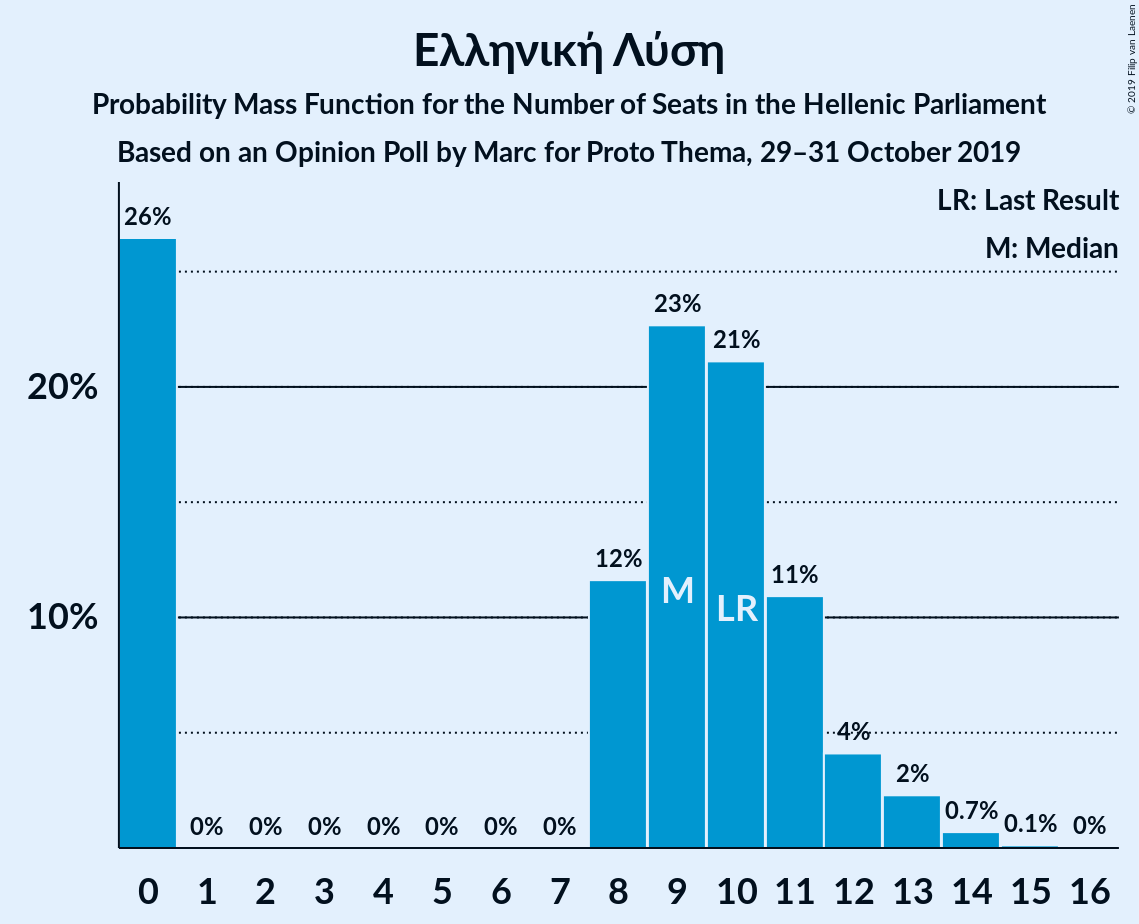 Ελληνική Λύση
Probability Mass Function for the Number of Seats in the Hellenic Parliament
Based on an Opinion Poll by Marc for Proto Thema, 29–31 October 2019
© 2019 Filip van Laenen
LR: Last Result
M: Median
26%
23%
21%
20%
12%
11%
M
LR
10%
4%
2%
0.7%
0.1%
0%
0%
0%
0%
0%
0%
0%
0%
0 1 2 3 4 5 6 7 8 9 10 11 12 13 14 15 16